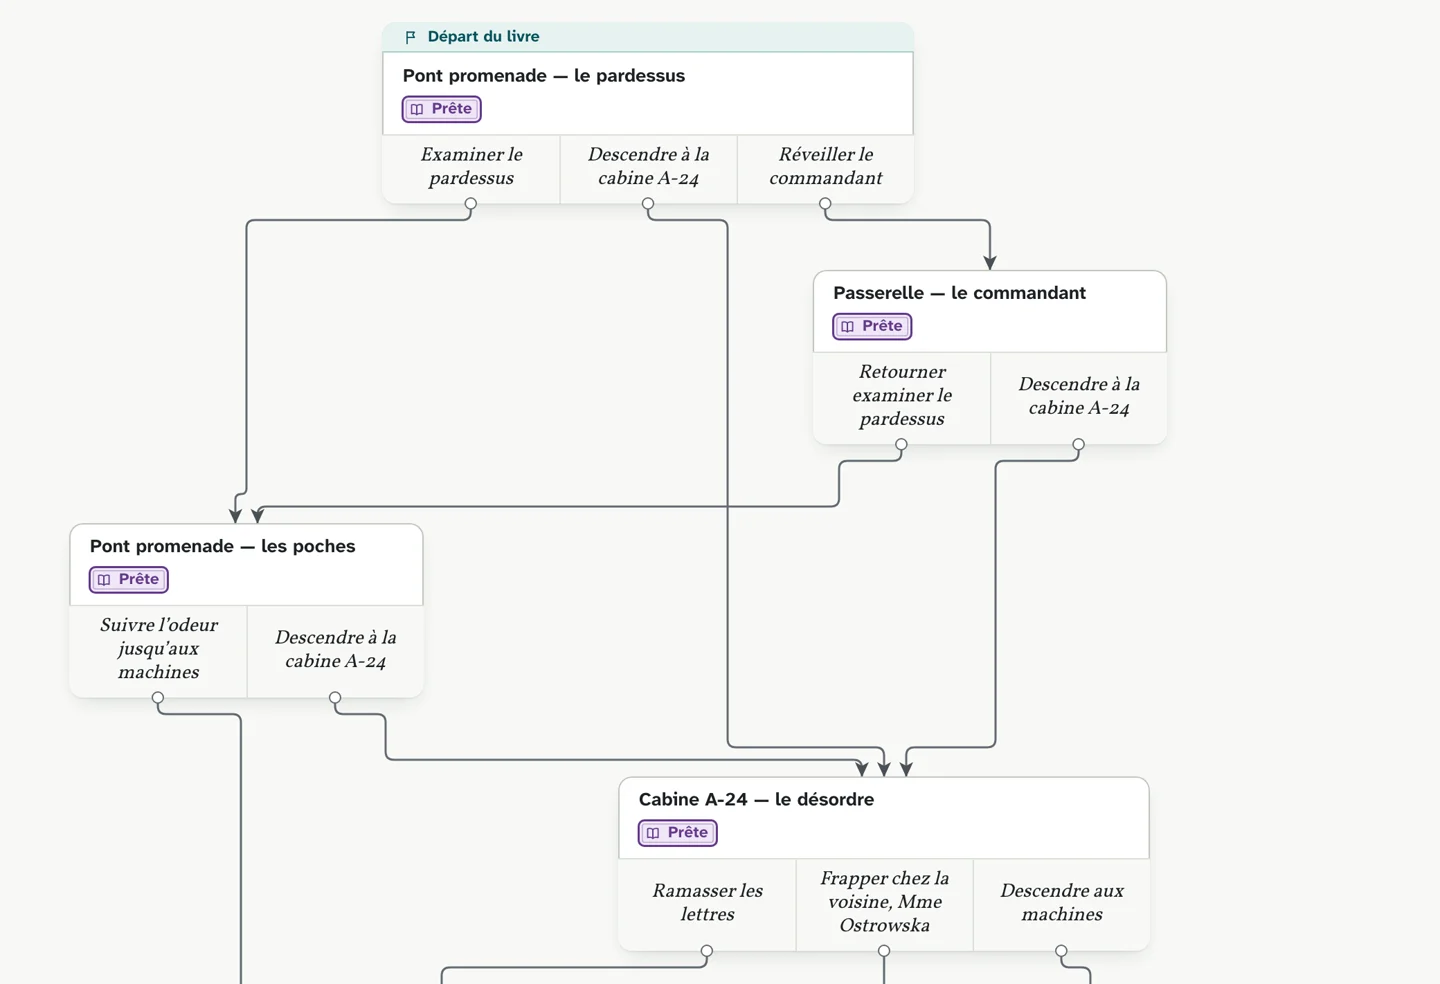 Départ du livre
Pont promenade — le pardessus
Prête
Examiner le
pardessus
Descendre à la
cabine A-24
Réveiller le
commandant
Passerelle — le commandant
Prête
Retourner
examiner le
pardessus
Descendre à la
cabine A-24
Pont promenade — les poches
Prête
Suivre l’odeur
jusqu’aux
machines
Descendre à la
cabine A-24
Cabine A-24 — le désordre
Prête
Ramasser les
lettres
Frapper chez la
voisine, Mme
Ostrowska
Descendre aux
machines